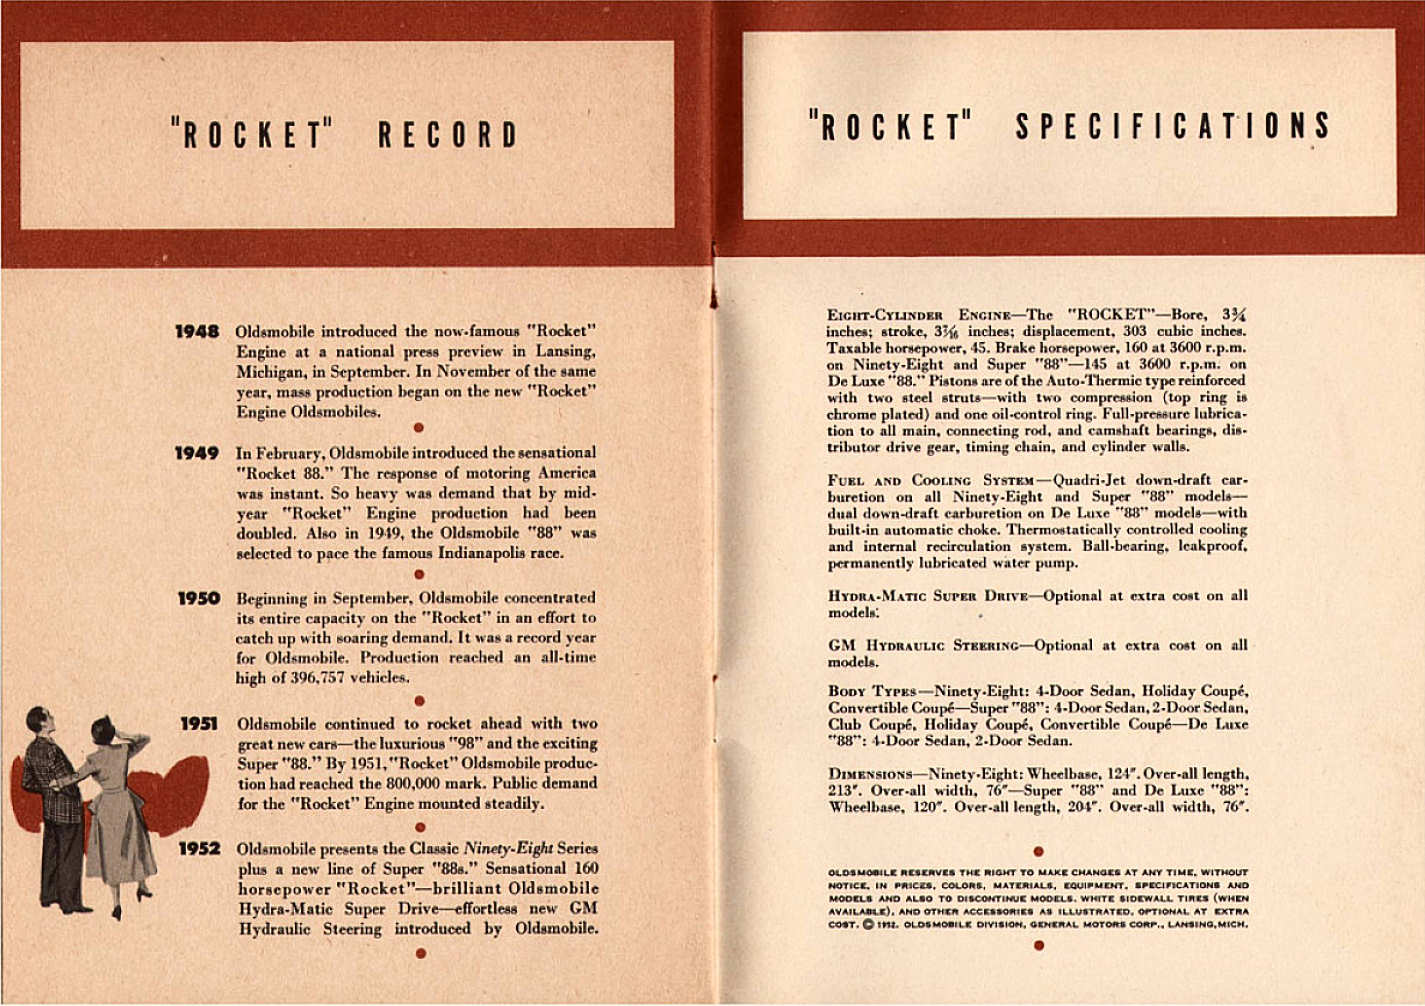 "ROCKET" RECORD
1948 Oldsmobile introduced the now-famous "Rocket"
Engine at a national press preview in Lansing,
Michigan, in September. In November of the same
year, mass production began on the new "Rocket"
Engine Oldsmobiles.
1949 In February, Oldsmobile introduced the sensational
"Rocket 88." The response of motoring America
was instant. So heavy was demand that by mid-
year "Rocket" Engine production had been
doubled. Also in 1949, the Oldsmobile "88" was
selected to pace the famous Indianapolis race.
1950 Beginning in September, Oldsmobile concentrated
its entire capacity on the "Rocket" in an effort to
catch up with soaring demand. It was a record year
for Oldsmobile. Production reached an all-time
high of 396,757 vehicles.
1951 Oldsmobile continued to rocket ahead with two
great new cars—the luxurious "98" and the exciting
Super "88." By 1951, "Rocket" Oldsmobile produc-
tion had reached the 800,000 mark. Public demand
for the "Rocket" Engine mounted steadily.
1952 Oldsmobile presents the Classic Ninety-Eight Series
plus a new line of Super "88s." Sensational 160
horsepower "Rocket"—brilliant Oldsmobile
Hydra-Matic Super Drive—effortless new GM
Hydraulic Steering introduced by Oldsmobile.
"ROCKET" SPECIFICATIONS
EIGHT-CYLINDER ENGINE—The "ROCKET"—Bore, 3¾
inches; stroke, 3 7/16 inches; displacement, 303 cubic inches.
Taxable horsepower, 45. Brake horsepower, 160 at 3600 r.p.m.
on Ninety-Eight and Super "88"—145 at 3600 r.p.m. on
De Luxe "88." Pistons are of the Auto-Thermic type reinforced
with two steel struts—with two compression (top ring is
chrome plated) and one oil-control ring. Full-pressure lubrica-
tion to all main, connecting rod, and camshaft bearings, dis-
tributor drive gear, timing chain, and cylinder walls.
FUEL AND COOLING SYSTEM—Quadri-Jet down-draft car-
buretion on all Ninety-Eight and Super "88" models—
dual down-draft carburetion on De Luxe "88" models—with
built-in automatic choke. Thermostatically controlled cooling
and internal recirculation system. Ball-bearing, leakproof,
permanently lubricated water pump.
HYDRA-MATIC SUPER DRIVE—Optional at extra cost on all
models.
GM HYDRAULIC STEERING—Optional at extra cost on all
models.
BODY TYPES—Ninety-Eight: 4-Door Sedan, Holiday Coupé,
Convertible Coupé—Super "88": 4-Door Sedan, 2-Door Sedan,
Club Coupé, Holiday Coupé, Convertible Coupé—De Luxe
"88": 4-Door Sedan, 2-Door Sedan.
DIMENSIONS—Ninety-Eight: Wheelbase, 124". Over-all length,
213". Over-all width, 76"—Super "88" and De Luxe "88":
Wheelbase, 120". Over-all length, 204". Over-all width, 76".
OLDSMOBILE RESERVES THE RIGHT TO MAKE CHANGES AT ANY TIME, WITHOUT
NOTICE, IN PRICES, COLORS, MATERIALS, EQUIPMENT, SPECIFICATIONS AND
MODELS AND ALSO TO DISCONTINUE MODELS. WHITE SIDEWALL TIRES (WHEN
AVAILABLE), AND OTHER ACCESSORIES AS ILLUSTRATED, OPTIONAL AT EXTRA
COST. © 1952. OLDSMOBILE DIVISION, GENERAL MOTORS CORP., LANSING, MICH.